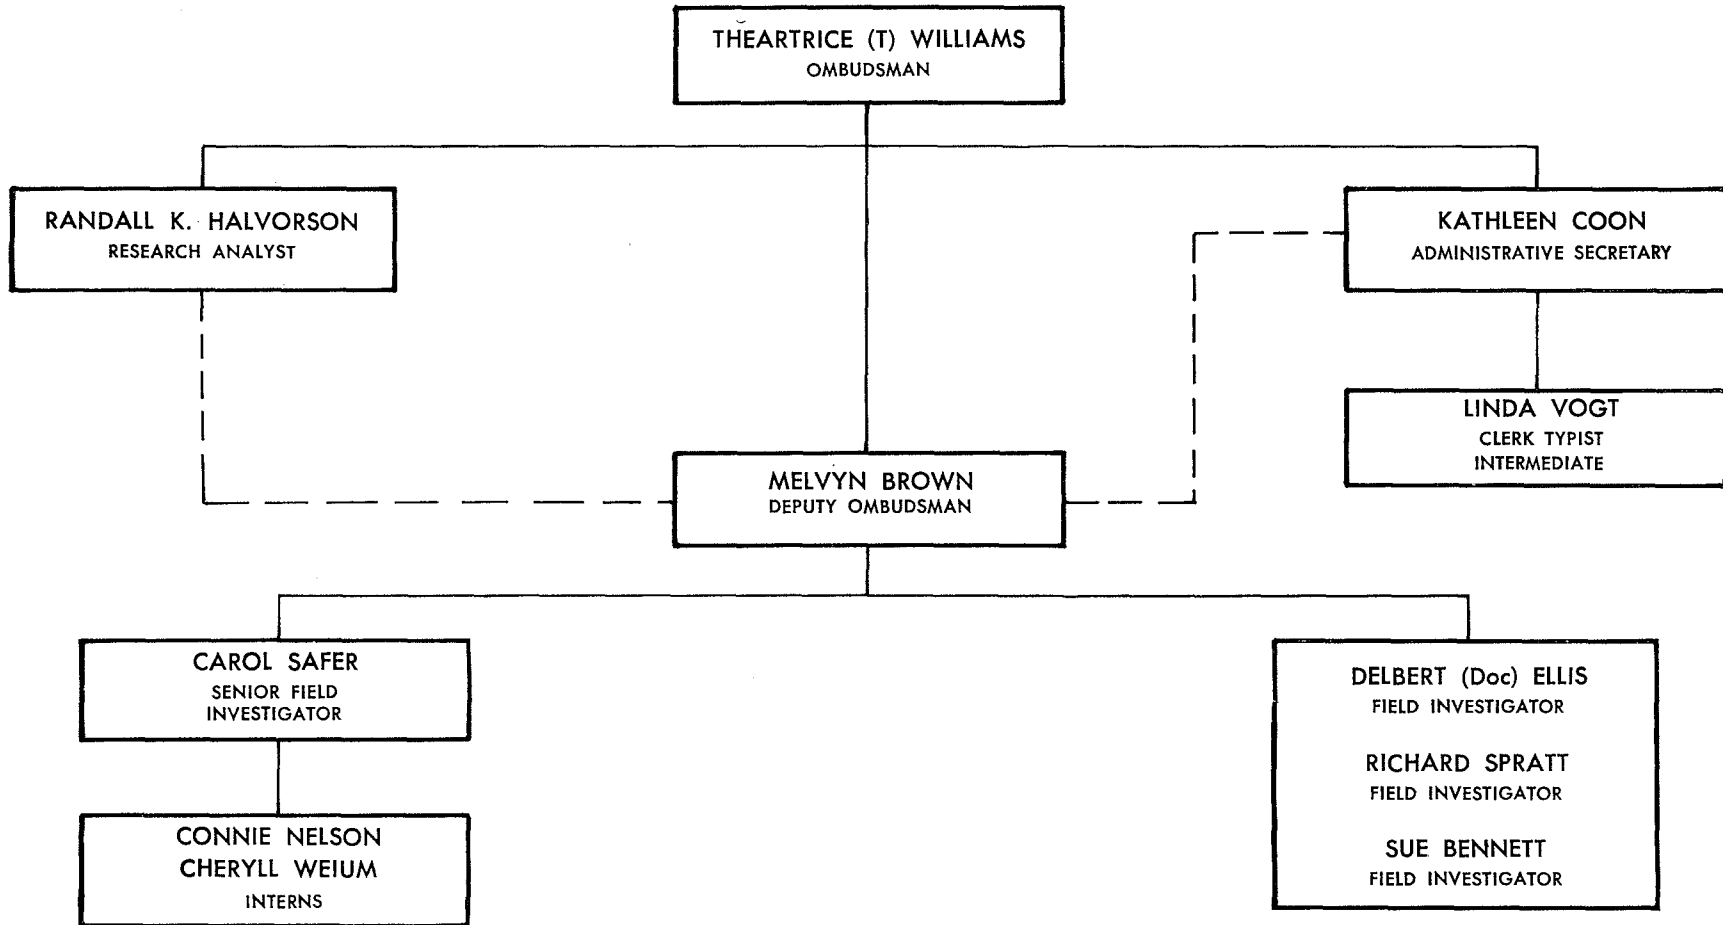 THEARTRICE (T) WILLIAMS
OMBUDSMAN
RANDALL K. HALVORSON
RESEARCH ANALYST
KATHLEEN COON
ADMINISTRATIVE SECRETARY
LINDA VOGT
CLERK TYPIST
INTERMEDIATE
MELVYN BROWN
DEPUTY OMBUDSMAN
CAROL SAFER
SENIOR FIELD
INVESTIGATOR
CONNIE NELSON
CHERYLL WEIUM
INTERNS
DELBERT (Doc) ELLIS
FIELD INVESTIGATOR
RICHARD SPRATT
FIELD INVESTIGATOR
SUE BENNETT
FIELD INVESTIGATOR